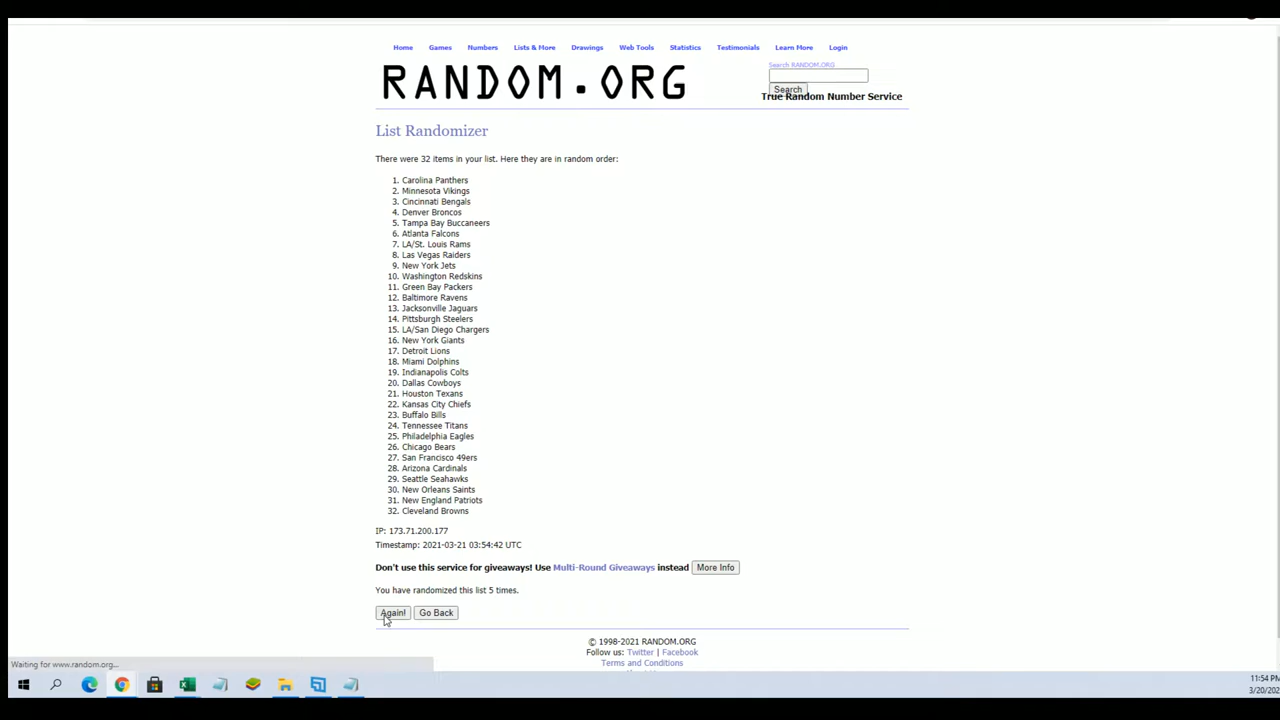 Home Games Numbers Lists & More Drawings Web Tools Statistics Testimonials Learn More Login
RANDOM.ORG
Search RANDOM.ORG
Search
True Random Number Service
List Randomizer
There were 32 items in your list. Here they are in random order:
1. Carolina Panthers
2. Minnesota Vikings
3. Cincinnati Bengals
4. Denver Broncos
5. Tampa Bay Buccaneers
6. Atlanta Falcons
7. LA/St. Louis Rams
8. Las Vegas Raiders
9. New York Jets
10. Washington Redskins
11. Green Bay Packers
12. Baltimore Ravens
13. Jacksonville Jaguars
14. Pittsburgh Steelers
15. LA/San Diego Chargers
16. New York Giants
17. Detroit Lions
18. Miami Dolphins
19. Indianapolis Colts
20. Dallas Cowboys
21. Houston Texans
22. Kansas City Chiefs
23. Buffalo Bills
24. Tennessee Titans
25. Philadelphia Eagles
26. Chicago Bears
27. San Francisco 49ers
28. Arizona Cardinals
29. Seattle Seahawks
30. New Orleans Saints
31. New England Patriots
32. Cleveland Browns
IP: 173.71.200.177
Timestamp: 2021-03-21 03:54:42 UTC
Don't use this service for giveaways! Use Multi-Round Giveaways instead More Info
You have randomized this list 5 times.
Again! Go Back
© 1998-2021 RANDOM.ORG
Follow us: Twitter | Facebook
Terms and Conditions
Waiting for www.random.org...
11:54 PM
3/20/202